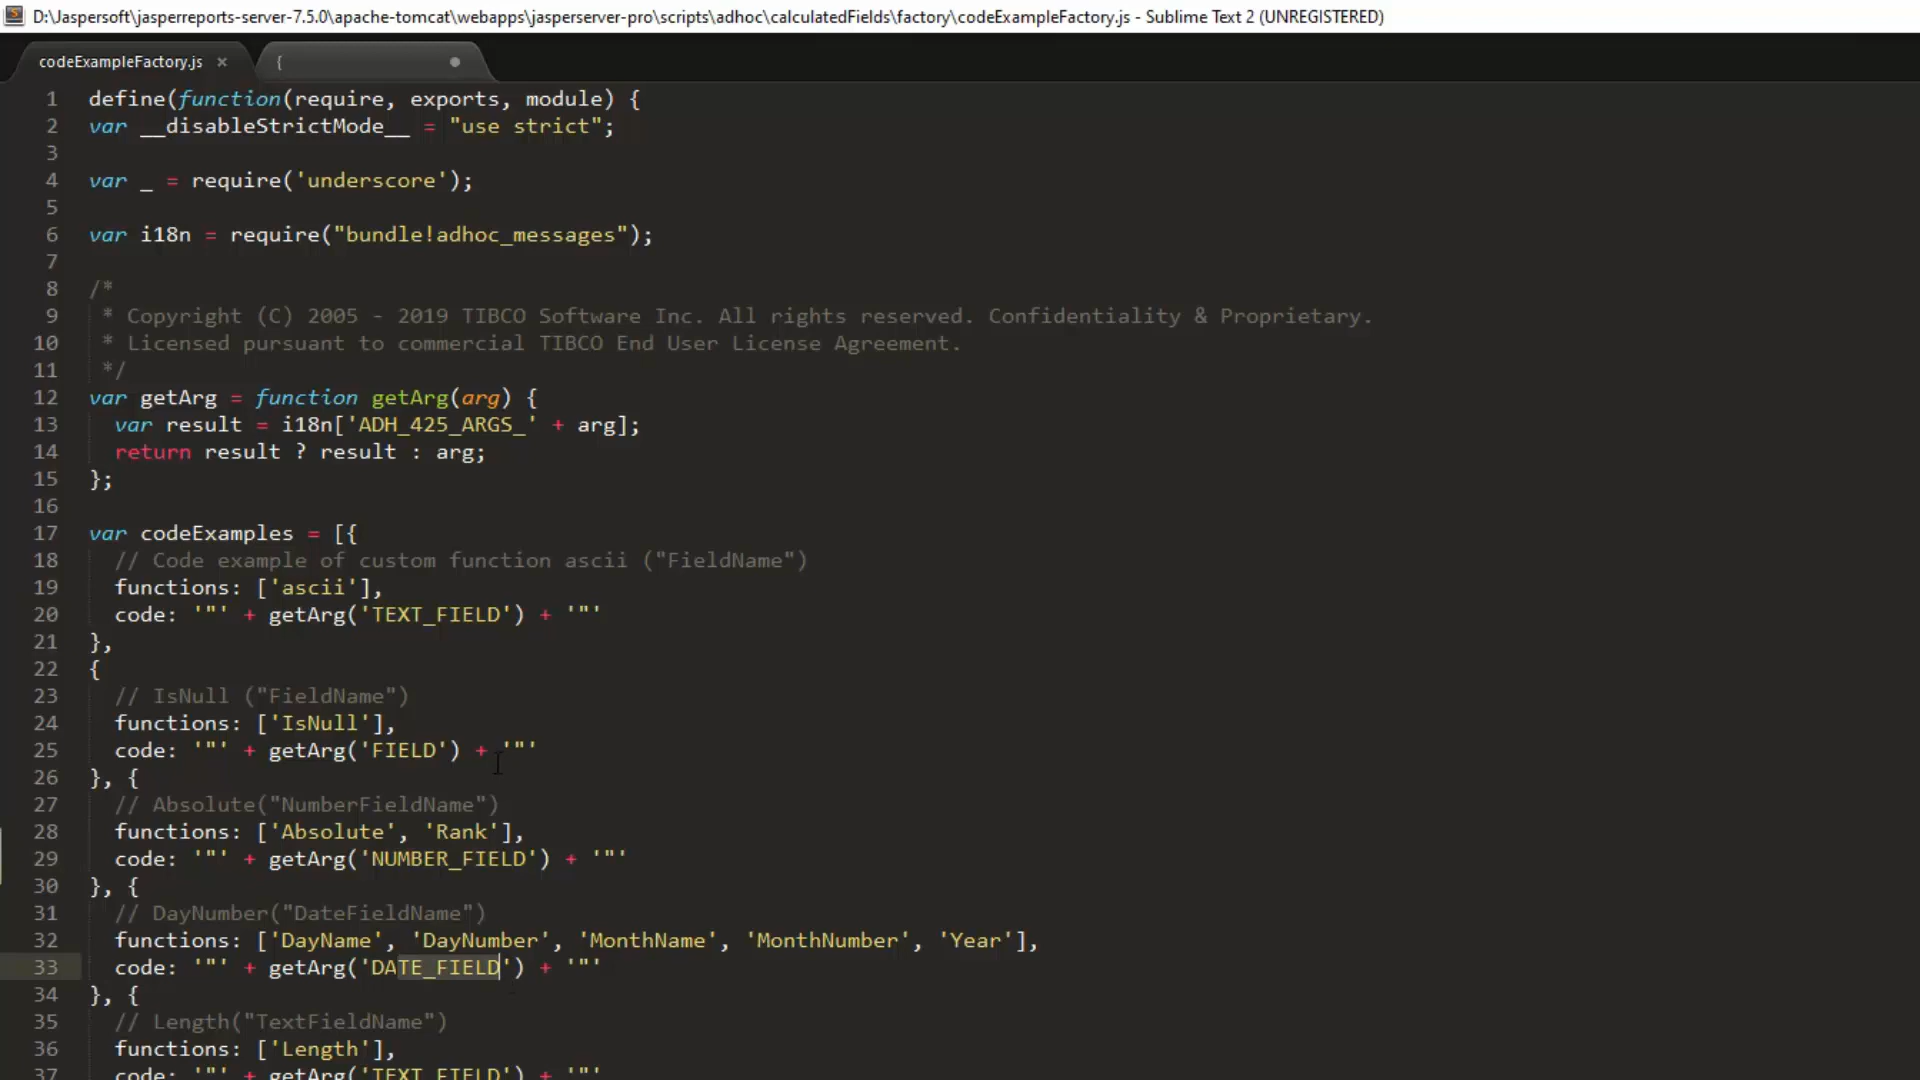 D:\Jaspersoft\jasperreports-server-7.5.0\apache-tomcat\webapps\jasperserver-pro\scripts\adhoc\calculatedFields\factory\codeExampleFactory.js - Sublime Text 2 (UNREGISTERED)
codeExampleFactory.js × {
1 define(function(require, exports, module) {
2 var __disableStrictMode__ = "use strict";
3
4 var _ = require('underscore');
5
6 var i18n = require("bundle!adhoc_messages");
7
8 /*
9 * Copyright (C) 2005 - 2019 TIBCO Software Inc. All rights reserved. Confidentiality & Proprietary.
10 * Licensed pursuant to commercial TIBCO End User License Agreement.
11 */
12 var getArg = function getArg(arg) {
13 var result = i18n['ADH_425_ARGS_' + arg];
14 return result ? result : arg;
15 };
16
17 var codeExamples = [{
18 // Code example of custom function ascii ("FieldName")
19 functions: ['ascii'],
20 code: '"' + getArg('TEXT_FIELD') + '"'
21 },
22 {
23 // IsNull ("FieldName")
24 functions: ['IsNull'],
25 code: '"' + getArg('FIELD') + '"'
26 }, {
27 // Absolute("NumberFieldName")
28 functions: ['Absolute', 'Rank'],
29 code: '"' + getArg('NUMBER_FIELD') + '"'
30 }, {
31 // DayNumber("DateFieldName")
32 functions: ['DayName', 'DayNumber', 'MonthName', 'MonthNumber', 'Year'],
33 code: '"' + getArg('DATE_FIELD') + '"'
34 }, {
35 // Length("TextFieldName")
36 functions: ['Length'],
37 code: '"' + getArg('TEXT_FIELD') + '"'